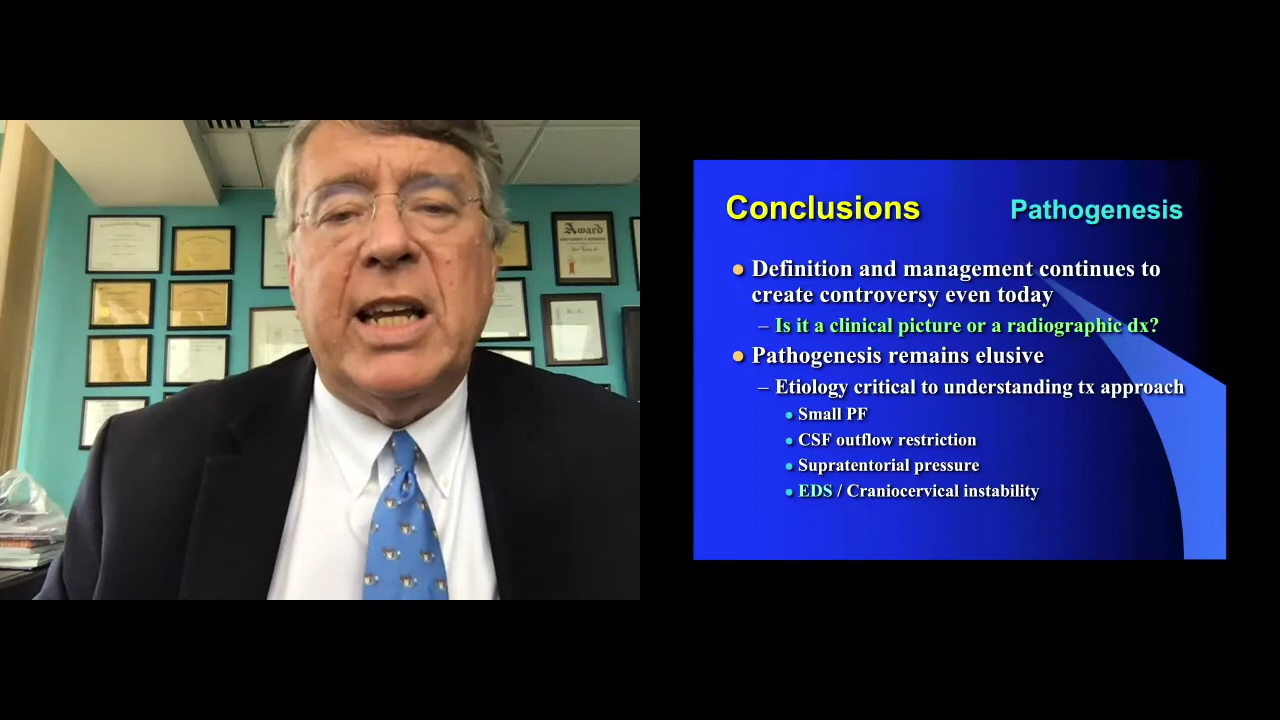 Award
Conclusions
Pathogenesis
Definition and management continues to
create controversy even today
– Is it a clinical picture or a radiographic dx?
Pathogenesis remains elusive
– Etiology critical to understanding tx approach
Small PF
CSF outflow restriction
Supratentorial pressure
EDS / Craniocervical instability